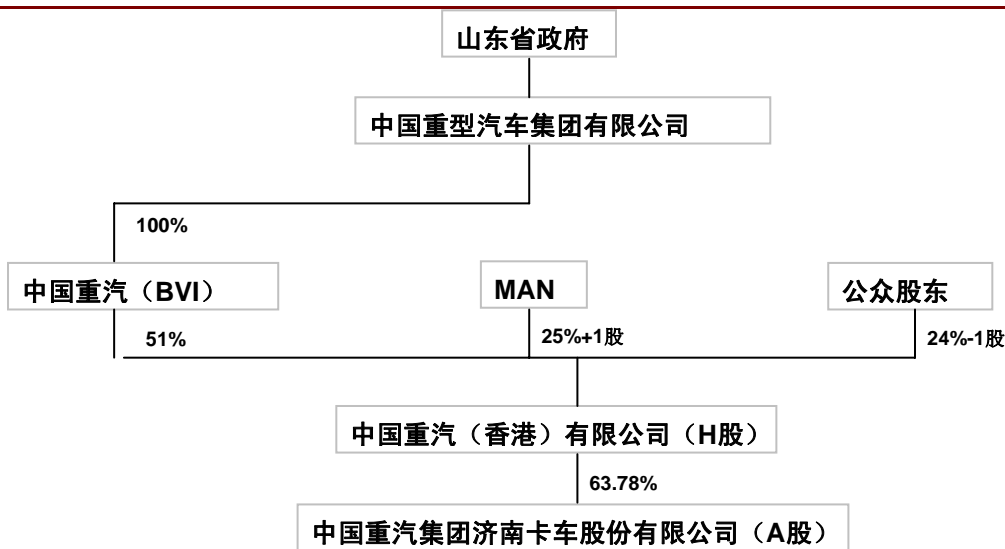 山东省政府
中国重型汽车集团有限公司
100%
中国重汽（BVI）
MAN
公众股东
51%
25%+1股
24%-1股
中国重汽（香港）有限公司（H股）
63.78%
中国重汽集团济南卡车股份有限公司（A股）